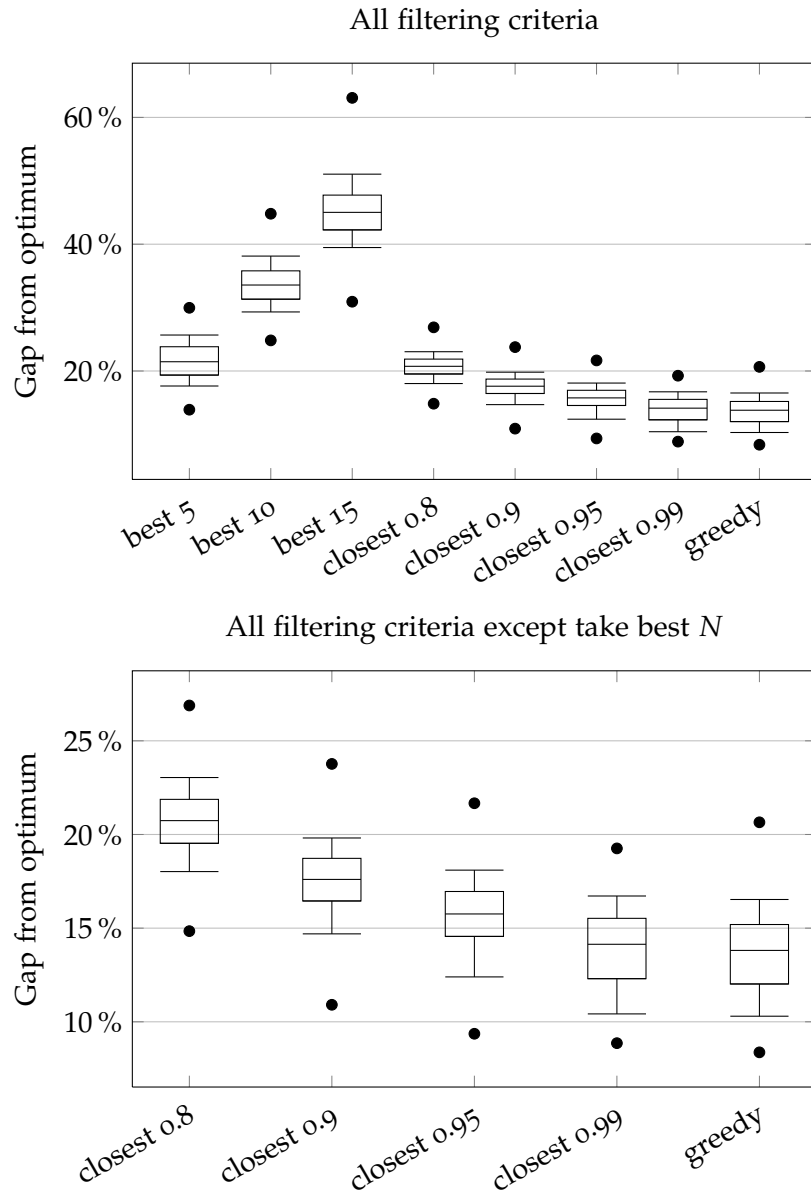 All filtering criteria
Gap from optimum
60 %
40 %
20 %
best 5
best 10
best 15
closest 0.8
closest 0.9
closest 0.95
closest 0.99
greedy
All filtering criteria except take best N
Gap from optimum
25 %
20 %
15 %
10 %
closest 0.8
closest 0.9
closest 0.95
closest 0.99
greedy